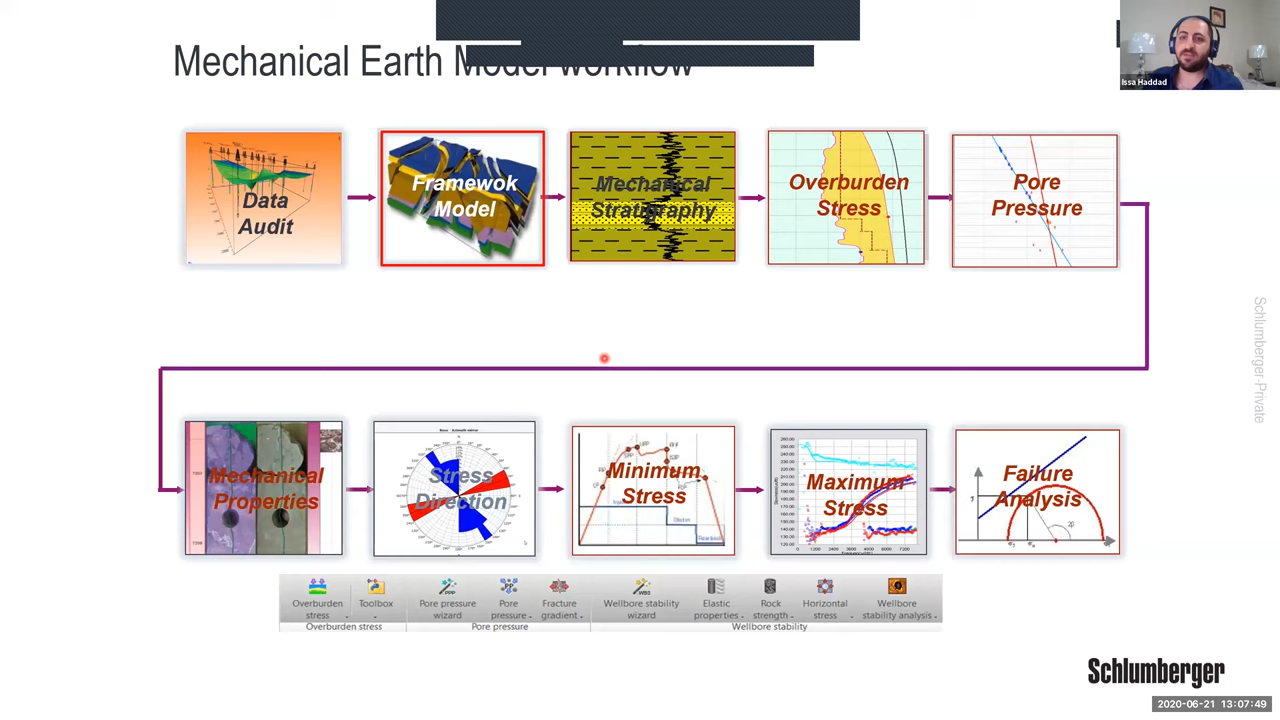 Mechanical Earth Model workflow
Issa Haddad
Data
Audit
Framewok
Model
Mechanical
Stratigraphy
Overburden
Stress
Pore
Pressure
Schlumberger-Private
Mechanical
Properties
Stress
Direction
Minimum
Stress
Maximum
Stress
Failure
Analysis
Overburden
stress
Toolbox
Pore pressure
wizard
Pore
pressure
Fracture
gradient
Wellbore stability
wizard
Elastic
properties
Rock
strength
Horizontal
stress
Wellbore
stability analysis
Overburden stress
Pore pressure
Wellbore stability
Schlumberger
2020-06-21 13:07:49